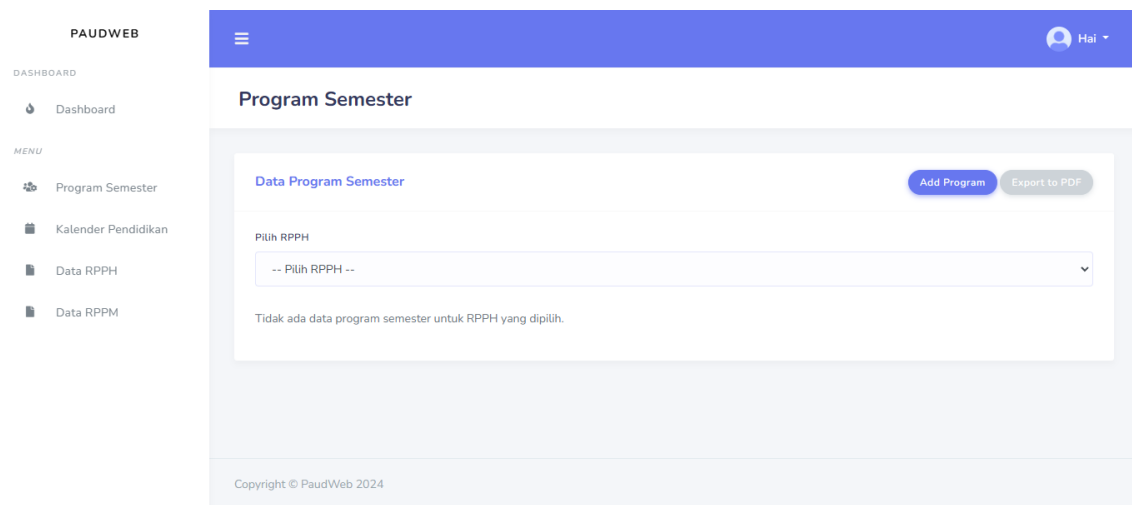 PAUDWEB
DASHBOARD
Dashboard
MENU
Program Semester
Kalender Pendidikan
Data RPPH
Data RPPM
Hai
Program Semester
Data Program Semester
Add Program
Export to PDF
Pilih RPPH
-- Pilih RPPH --
Tidak ada data program semester untuk RPPH yang dipilih.
Copyright © PaudWeb 2024